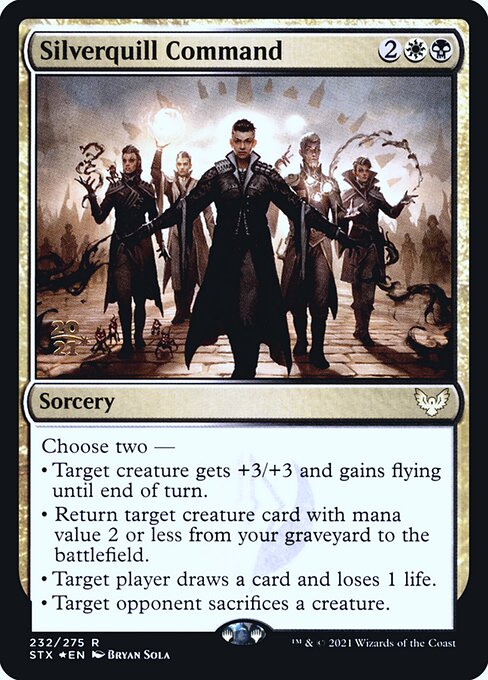 Silverquill Command 2
20
21
Sorcery
Choose two —
• Target creature gets +3/+3 and gains flying
until end of turn.
• Return target creature card with mana
value 2 or less from your graveyard to the
battlefield.
• Target player draws a card and loses 1 life.
• Target opponent sacrifices a creature.
232/275 R
STX ★ EN Bryan Sola
™ & © 2021 Wizards of the Coast